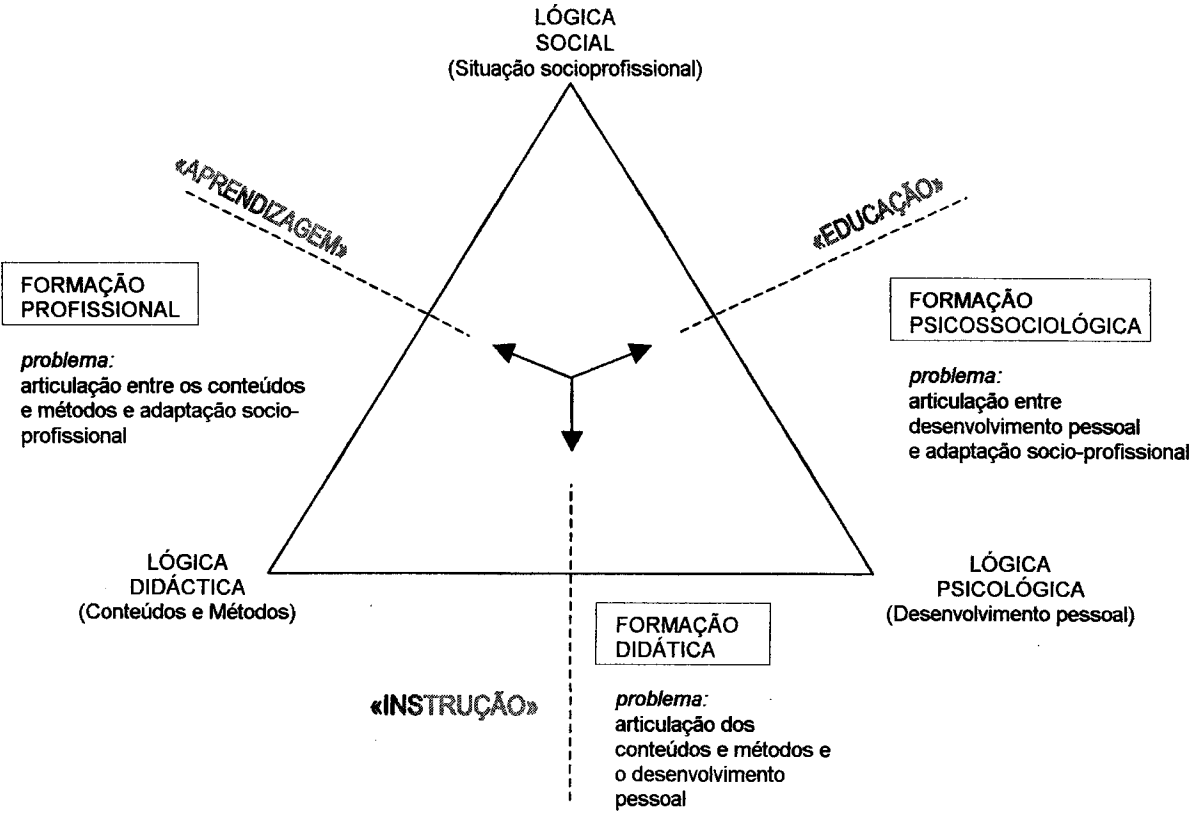 LÓGICA
SOCIAL
(Situação socioprofissional)
«APRENDIZAGEM»
«EDUCAÇÃO»
FORMAÇÃO
PROFISSIONAL
problema:
articulação entre os conteúdos
e métodos e adaptação socio-
profissional
FORMAÇÃO
PSICOSSOCIOLÓGICA
problema:
articulação entre
desenvolvimento pessoal
e adaptação socio-profissional
LÓGICA
DIDÁCTICA
(Conteúdos e Métodos)
LÓGICA
PSICOLÓGICA
(Desenvolvimento pessoal)
FORMAÇÃO
DIDÁTICA
«INSTRUÇÃO»
problema:
articulação dos
conteúdos e métodos e
o desenvolvimento
pessoal